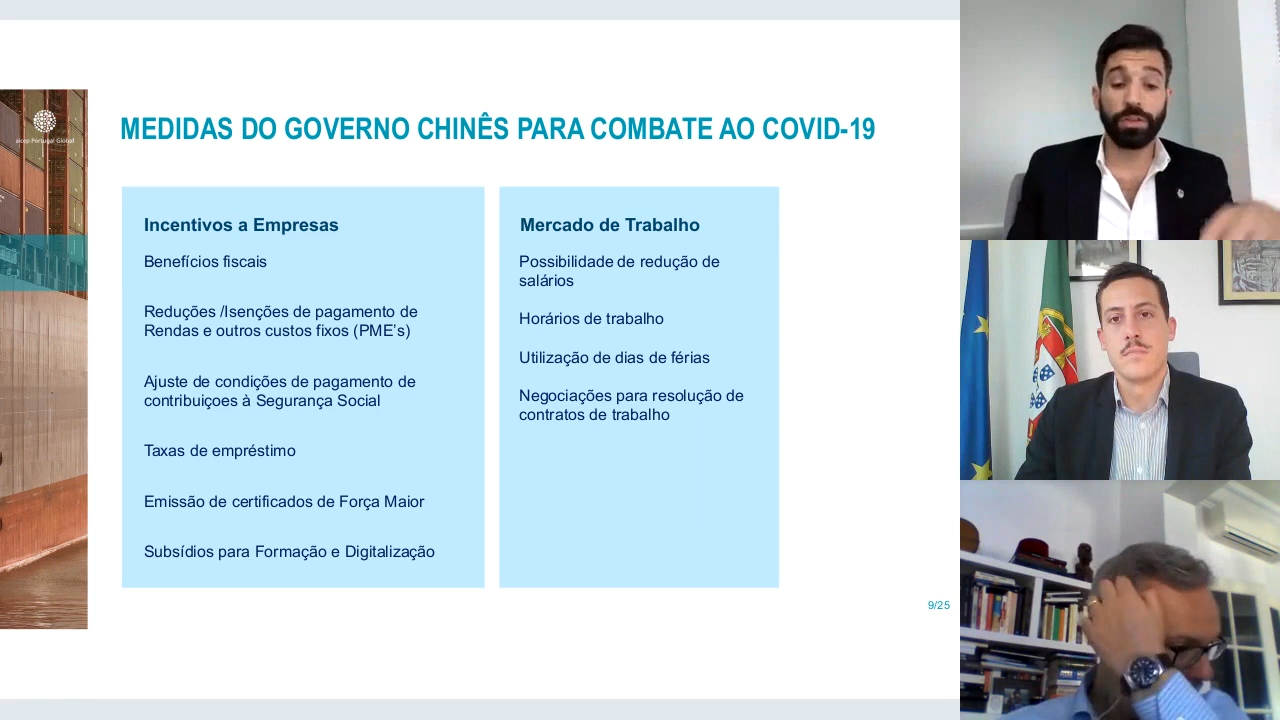 aicep Portugal Global
MEDIDAS DO GOVERNO CHINÊS PARA COMBATE AO COVID-19
Incentivos a Empresas
Benefícios fiscais
Reduções /Isenções de pagamento de
Rendas e outros custos fixos (PME's)
Ajuste de condições de pagamento de
contribuiçoes à Segurança Social
Taxas de empréstimo
Emissão de certificados de Força Maior
Subsídios para Formação e Digitalização
Mercado de Trabalho
Possibilidade de redução de
salários
Horários de trabalho
Utilização de dias de férias
Negociações para resolução de
contratos de trabalho
9/25